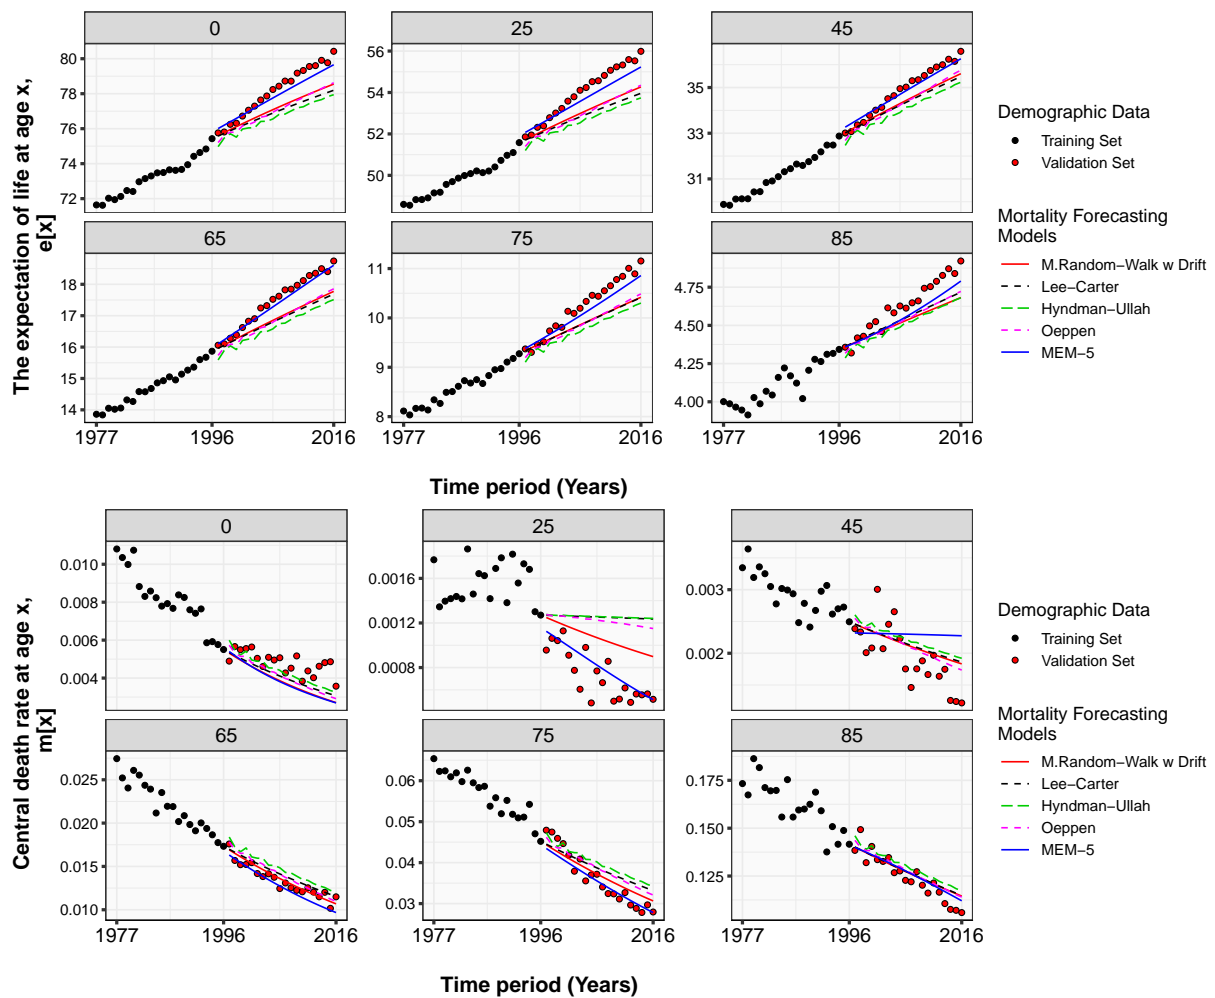 0 25 45
80
78
76
74
72
56
54
52
50
35
33
31
65 75 85
18
17
16
15
14
11
10
9
8
4.75
4.50
4.25
4.00
1977 1996 2016 1977 1996 2016 1977 1996 2016
The expectation of life at age x,
e[x]
Time period (Years)
Demographic Data
Training Set
Validation Set
Mortality Forecasting
Models
M.Random−Walk w Drift
Lee−Carter
Hyndman−Ullah
Oeppen
MEM−5
0 25 45
0.010
0.008
0.006
0.004
0.0016
0.0012
0.0008
0.003
0.002
65 75 85
0.025
0.020
0.015
0.010
0.06
0.05
0.04
0.03
0.175
0.150
0.125
1977 1996 2016 1977 1996 2016 1977 1996 2016
Central death rate at age x,
m[x]
Time period (Years)
Demographic Data
Training Set
Validation Set
Mortality Forecasting
Models
M.Random−Walk w Drift
Lee−Carter
Hyndman−Ullah
Oeppen
MEM−5